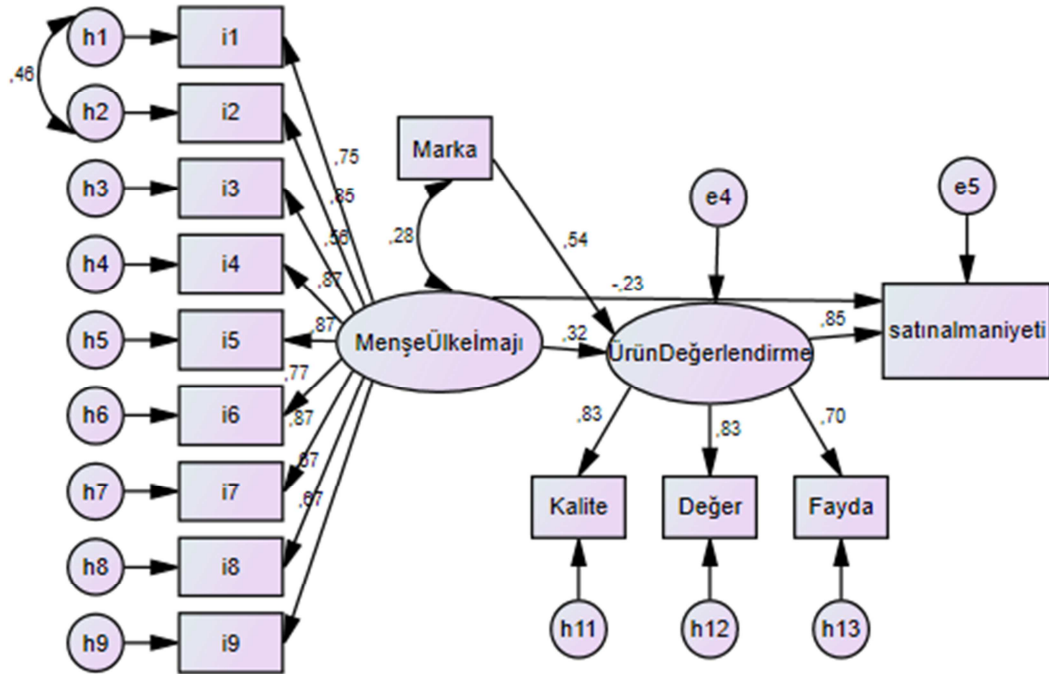 h1
i1
,46
h2
i2
h3
i3
h4
i4
h5
i5
h6
i6
h7
i7
h8
i8
h9
i9
,75
,85
,56
,87
,87
,77
,87
,67
Marka
,28
,54
MenşeÜlkeİmajı
-,23
,32
e4
ÜrünDeğerlendirme
,85
e5
satınalmaniyeti
,83
,83
,70
Kalite
Değer
Fayda
h11
h12
h13